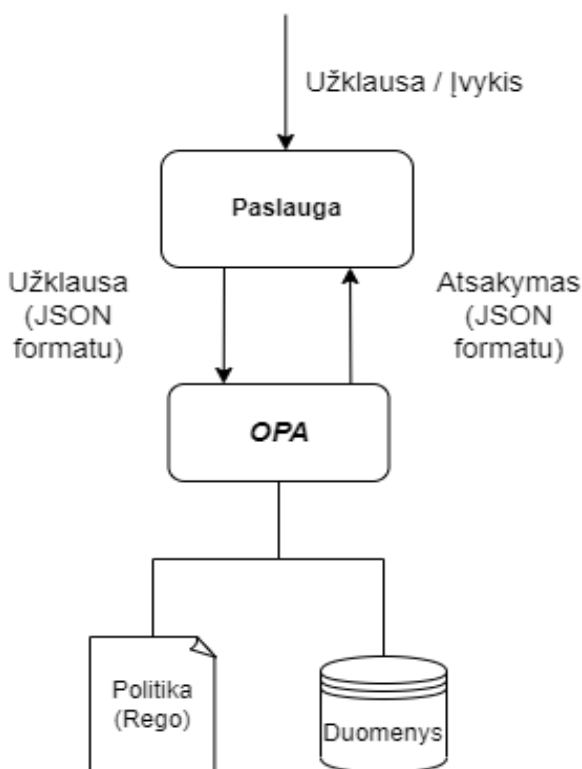 Užklausa / Įvykis
Paslauga
Užklausa
(JSON
formatu)
Atsakymas
(JSON
formatu)
OPA
Politika
(Rego)
Duomenys